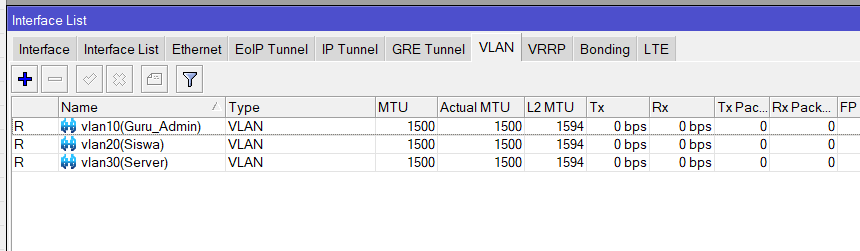 Interface List
Interface Interface List Ethernet EoIP Tunnel IP Tunnel GRE Tunnel VLAN VRRP Bonding LTE
Name Type MTU Actual MTU L2 MTU Tx Rx Tx Pac... Rx Pack... FP
R vlan10(Guru_Admin) VLAN 1500 1500 1594 0 bps 0 bps 0 0
R vlan20(Siswa) VLAN 1500 1500 1594 0 bps 0 bps 0 0
R vlan30(Server) VLAN 1500 1500 1594 0 bps 0 bps 0 0